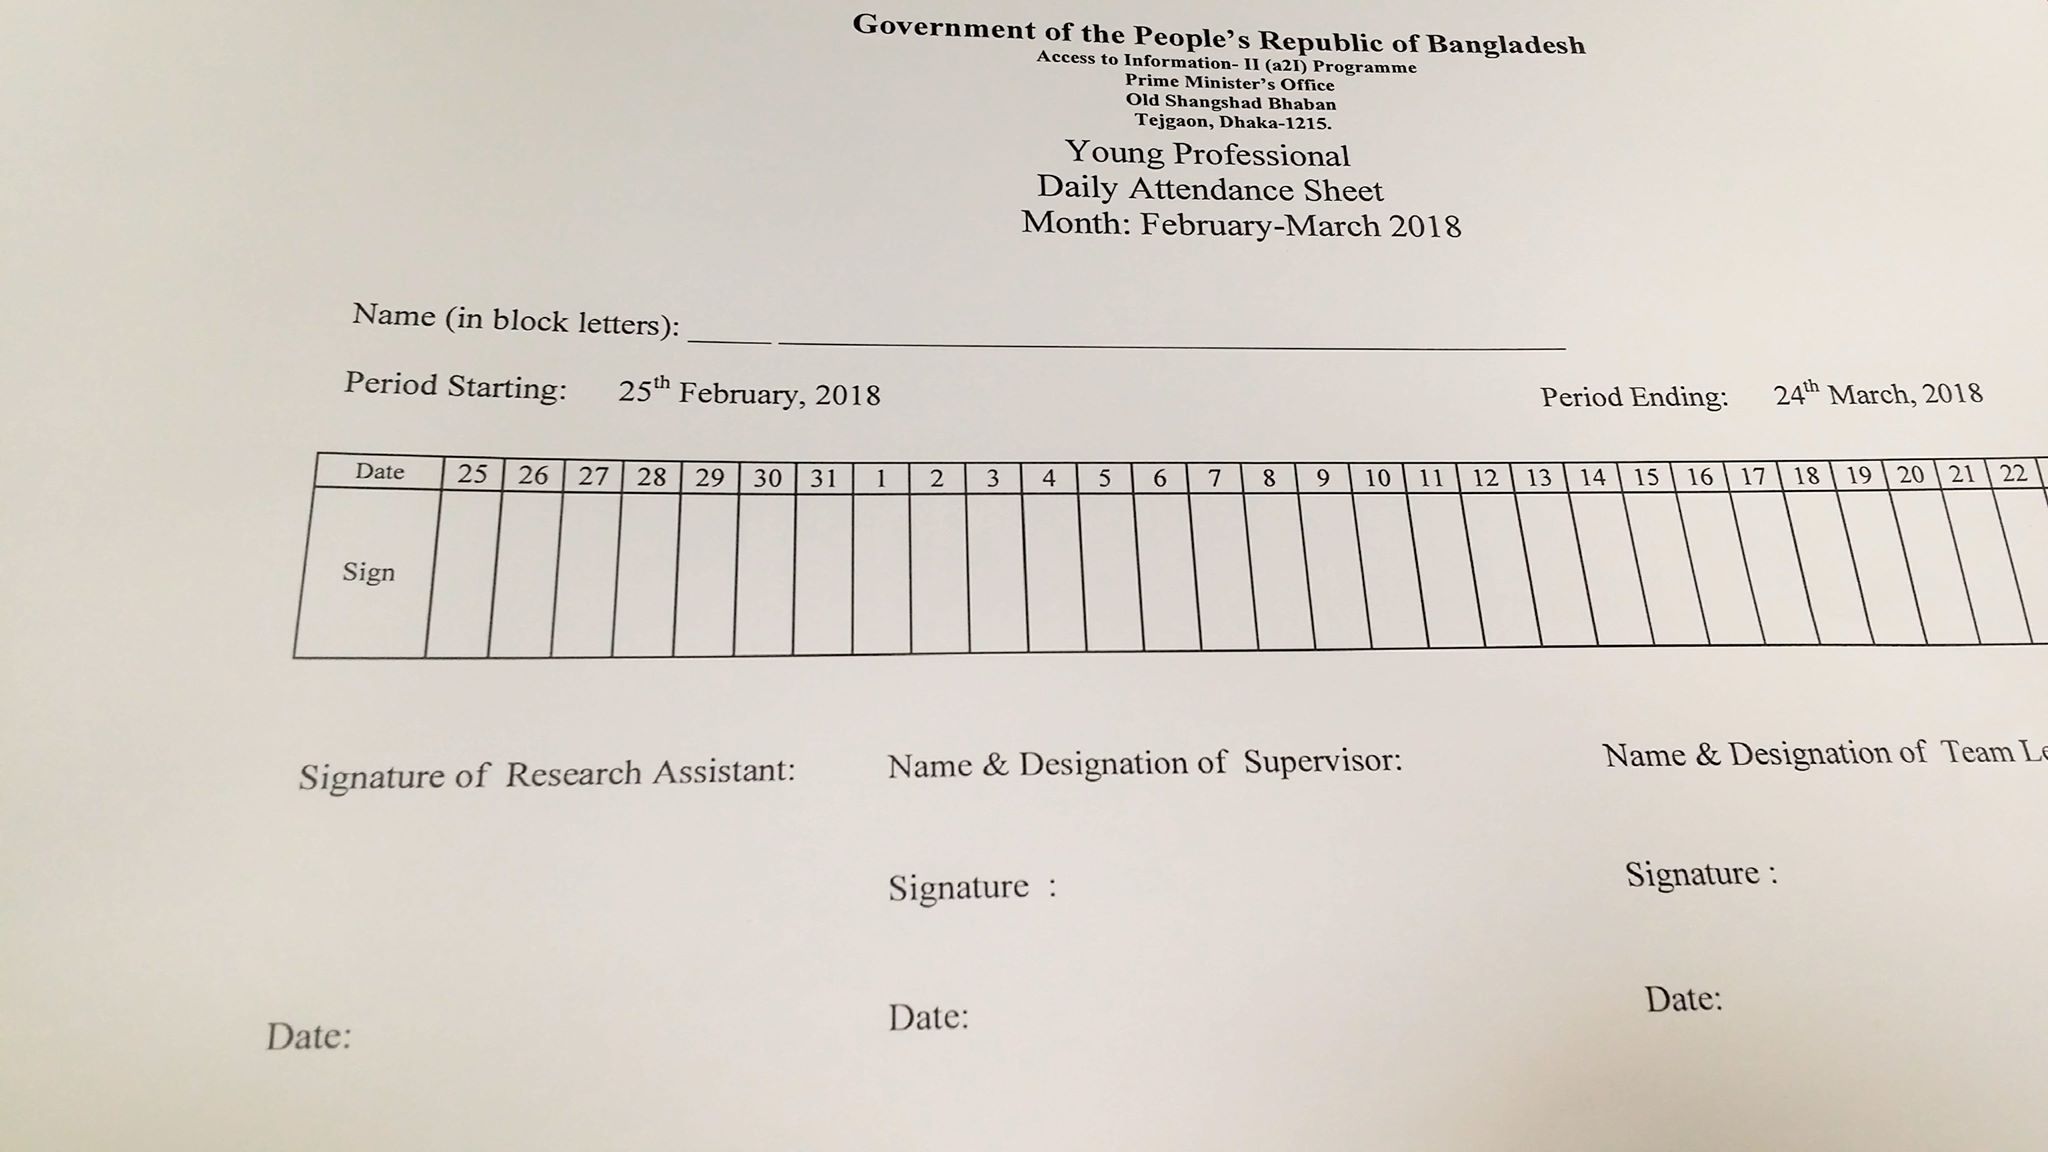 Government of the People's Republic of Bangladesh
Access to Information- II (a2I) Programme
Prime Minister's Office
Old Shangshad Bhaban
Tejgaon, Dhaka-1215.
Young Professional
Daily Attendance Sheet
Month: February-March 2018
Name (in block letters):
Period Starting: 25th February, 2018 Period Ending: 24th March, 2018
Date 25 26 27 28 29 30 31 1 2 3 4 5 6 7 8 9 10 11 12 13 14 15 16 17 18 19 20 21 22
Sign
Signature of Research Assistant: Name & Designation of Supervisor: Name & Designation of Team
Signature : Signature :
Date: Date: Date: